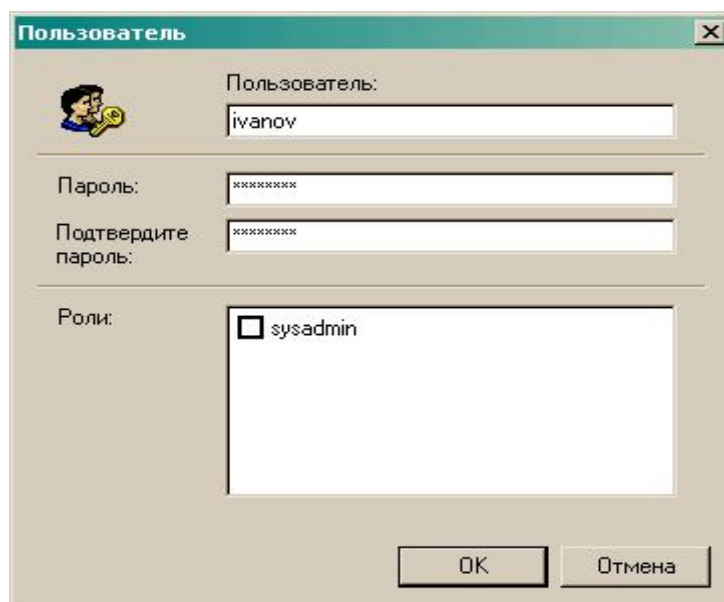 Пользователь
Пользователь:
ivanov
Пароль:
********
Подтвердите
пароль:
********
Роли:
sysadmin
OK
Отмена